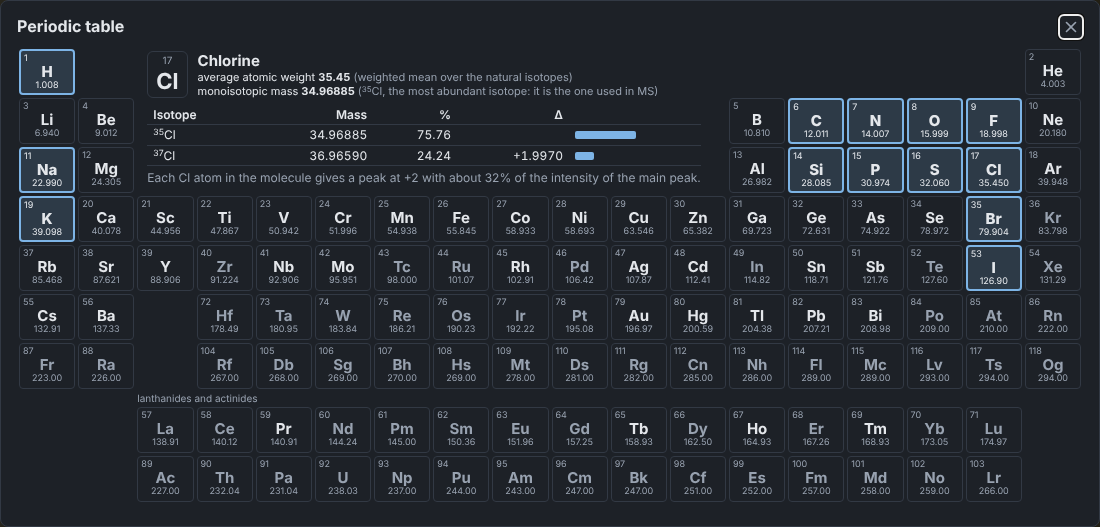 Periodic table
1
H
1.008
17
Cl
Chlorine
average atomic weight 35.45 (weighted mean over the natural isotopes)
monoisotopic mass 34.96885 (³⁵Cl, the most abundant isotope: it is the one used in MS)
2
He
4.003
3 4 5 6 7 8 9 10
Li Be B C N O F Ne
6.940 9.012 10.810 12.011 14.007 15.999 18.998 20.180
Isotope Mass % Δ
³⁵Cl 34.96885 75.76
³⁷Cl 36.96590 24.24 +1.9970
Each Cl atom in the molecule gives a peak at +2 with about 32% of the intensity of the main peak.
11 12 13 14 15 16 17 18
Na Mg Al Si P S Cl Ar
22.990 24.305 26.982 28.085 30.974 32.060 35.450 39.948
19 20 21 22 23 24 25 26 27 28 29 30 31 32 33 34 35 36
K Ca Sc Ti V Cr Mn Fe Co Ni Cu Zn Ga Ge As Se Br Kr
39.098 40.078 44.956 47.867 50.942 51.996 54.938 55.845 58.933 58.693 63.546 65.382 69.723 72.631 74.922 78.972 79.904 83.798
37 38 39 40 41 42 43 44 45 46 47 48 49 50 51 52 53 54
Rb Sr Y Zr Nb Mo Tc Ru Rh Pd Ag Cd In Sn Sb Te I Xe
85.468 87.621 88.906 91.224 92.906 95.951 98.000 101.07 102.91 106.42 107.87 112.41 114.82 118.71 121.76 127.60 126.90 131.29
55 56 72 73 74 75 76 77 78 79 80 81 82 83 84 85 86
Cs Ba Hf Ta W Re Os Ir Pt Au Hg Tl Pb Bi Po At Rn
132.91 137.33 178.49 180.95 183.84 186.21 190.23 192.22 195.08 196.97 200.59 204.38 207.21 208.98 209.00 210.00 222.00
87 88 104 105 106 107 108 109 110 111 112 113 114 115 116 117 118
Fr Ra Rf Db Sg Bh Hs Mt Ds Rg Cn Nh Fl Mc Lv Ts Og
223.00 226.00 267.00 268.00 269.00 270.00 269.00 278.00 281.00 282.00 285.00 286.00 289.00 289.00 293.00 294.00 294.00
lanthanides and actinides
57 58 59 60 61 62 63 64 65 66 67 68 69 70 71
La Ce Pr Nd Pm Sm Eu Gd Tb Dy Ho Er Tm Yb Lu
138.91 140.12 140.91 144.24 145.00 150.36 151.96 157.25 158.93 162.50 164.93 167.26 168.93 173.05 174.97
89 90 91 92 93 94 95 96 97 98 99 100 101 102 103
Ac Th Pa U Np Pu Am Cm Bk Cf Es Fm Md No Lr
227.00 232.04 231.04 238.03 237.00 244.00 243.00 247.00 247.00 251.00 252.00 257.00 258.00 259.00 266.00